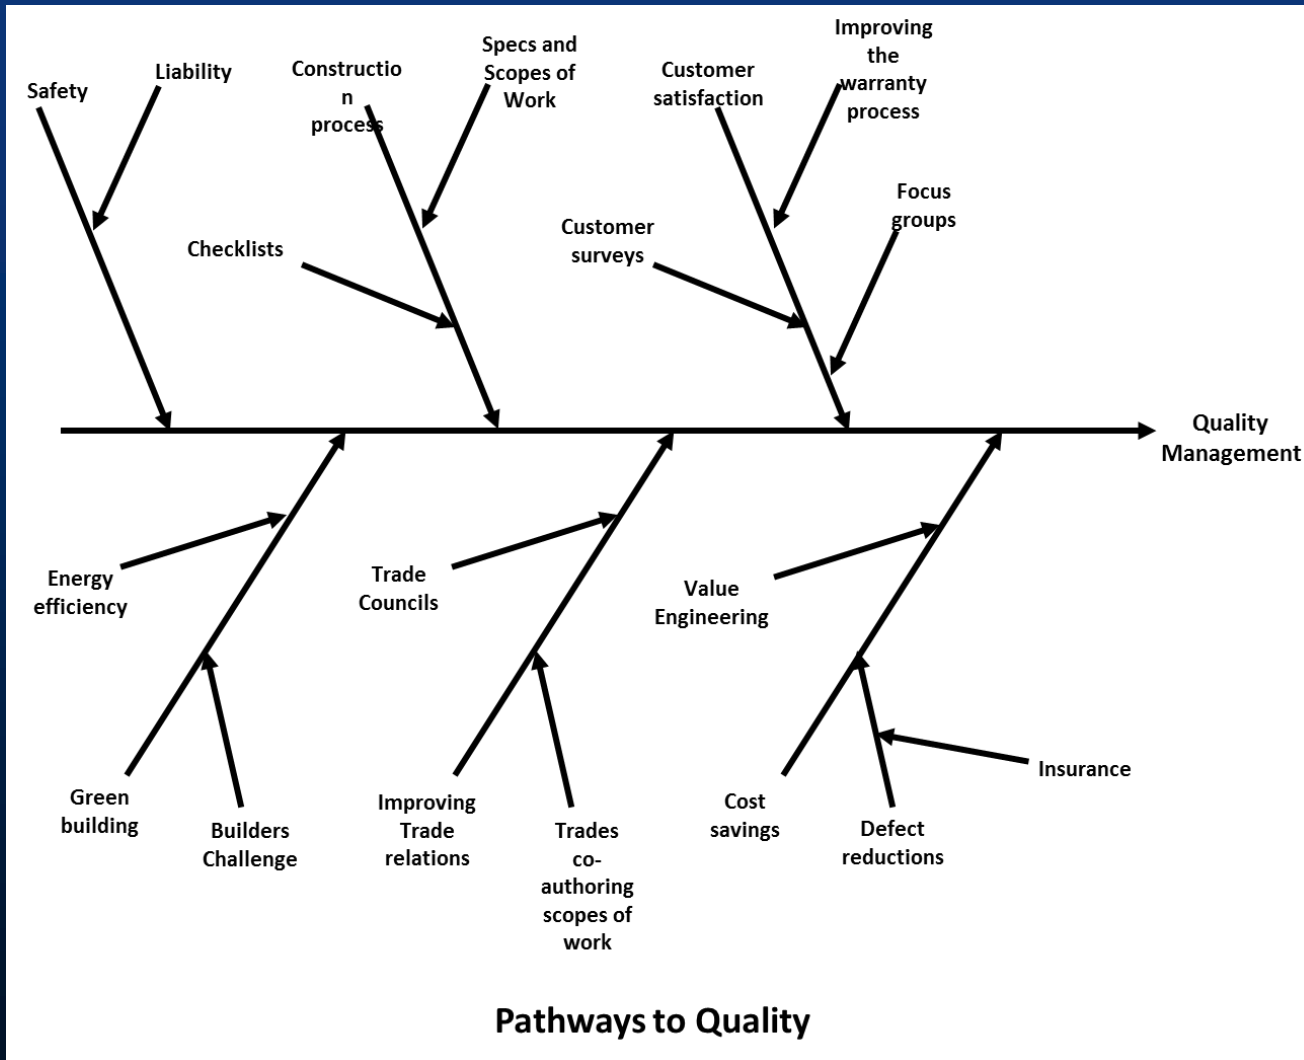 Safety
Liability
Constructio
n
process
Specs and
Scopes of
Work
Customer
satisfaction
Improving
the
warranty
process
Checklists
Customer
surveys
Focus
groups
Quality
Management
Energy
efficiency
Trade
Councils
Value
Engineering
Green
building
Builders
Challenge
Improving
Trade
relations
Trades
co-
authoring
scopes of
work
Cost
savings
Defect
reductions
Insurance
Pathways to Quality